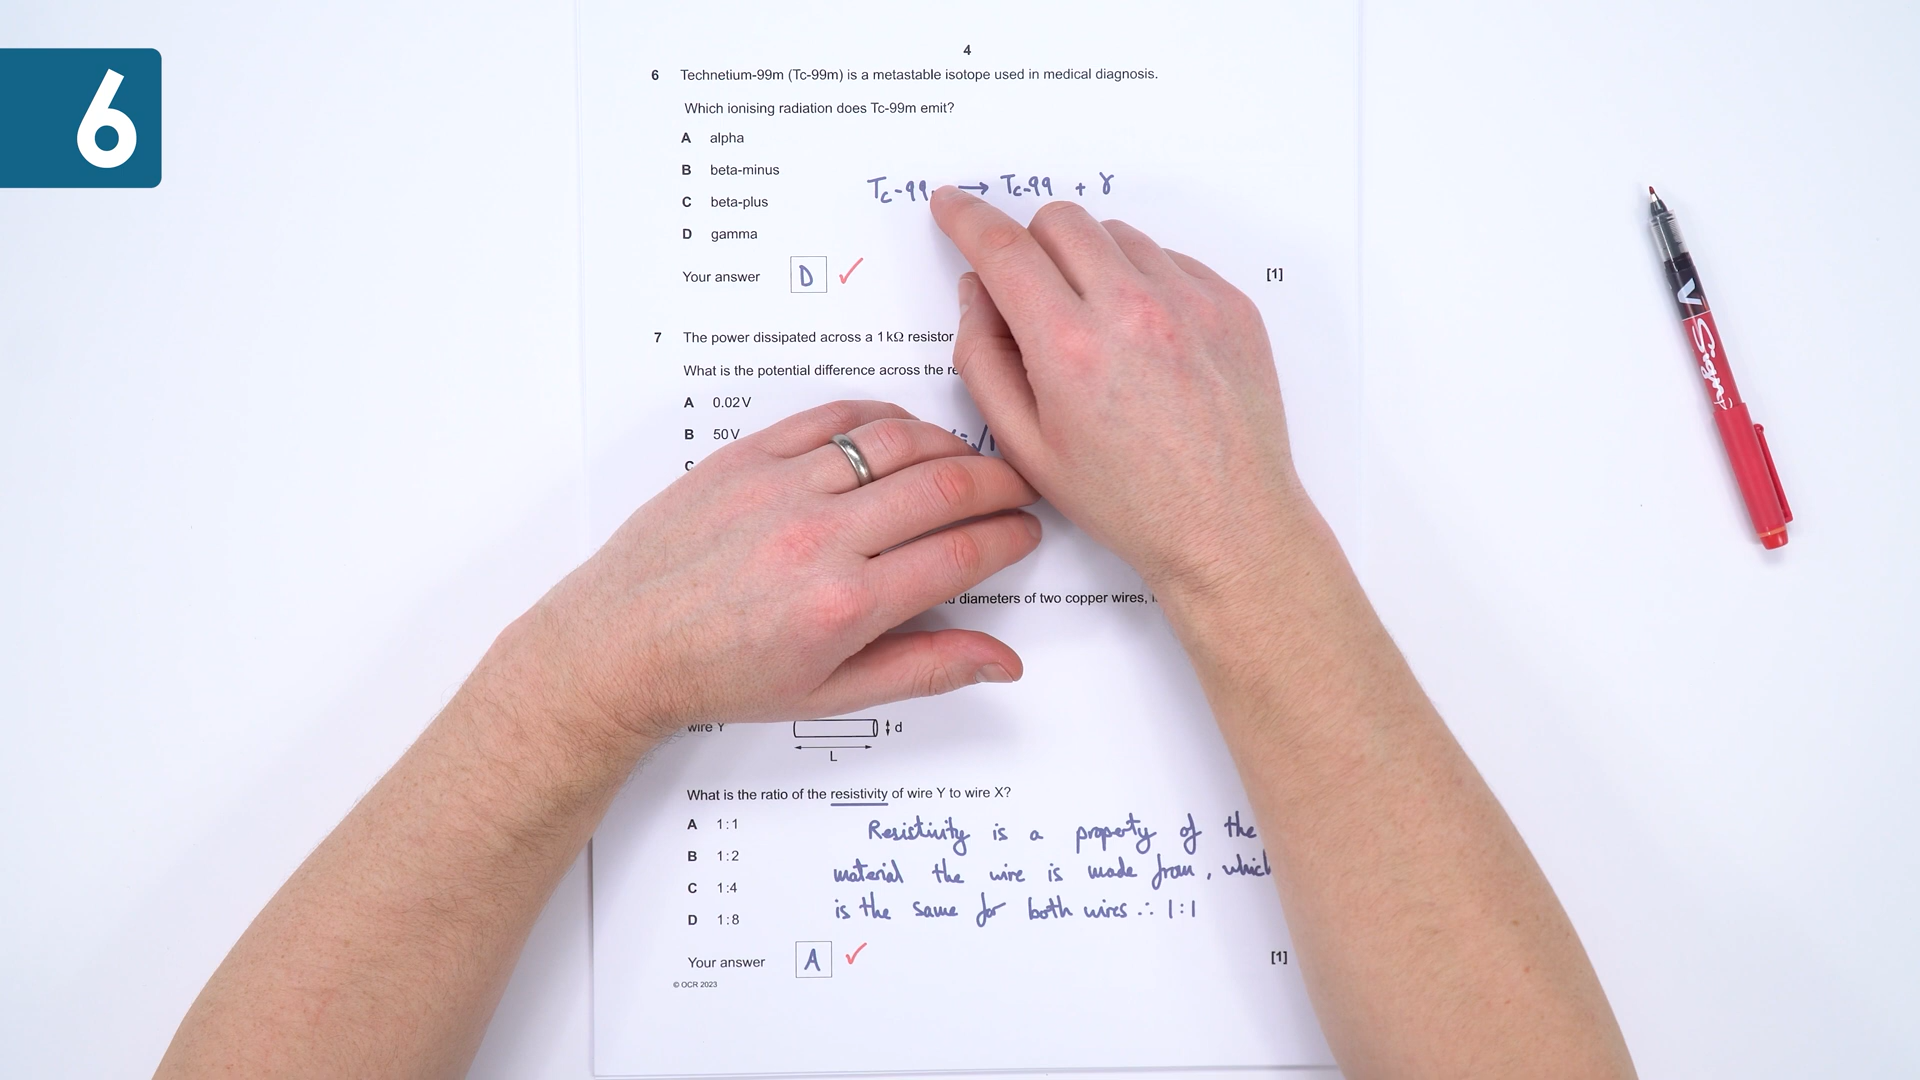 6
4
6 Technetium-99m (Tc-99m) is a metastable isotope used in medical diagnosis.
Which ionising radiation does Tc-99m emit?
A alpha
B beta-minus
C beta-plus
D gamma
Tc-99 → Tc-99 + γ
Your answer D ✓ [1]
7 The power dissipated across a 1 kΩ resistor
What is the potential difference across the
A 0.02 V
B 50 V
C
diameters of two copper wires,
wire Y
d
L
What is the ratio of the resistivity of wire Y to wire X?
A 1 : 1
B 1 : 2
C 1 : 4
D 1 : 8
Resistivity is a property of the
material the wire is made from, which
is the same for both wires ∴ 1:1
Your answer A ✓ [1]
© OCR 2023
V Sign